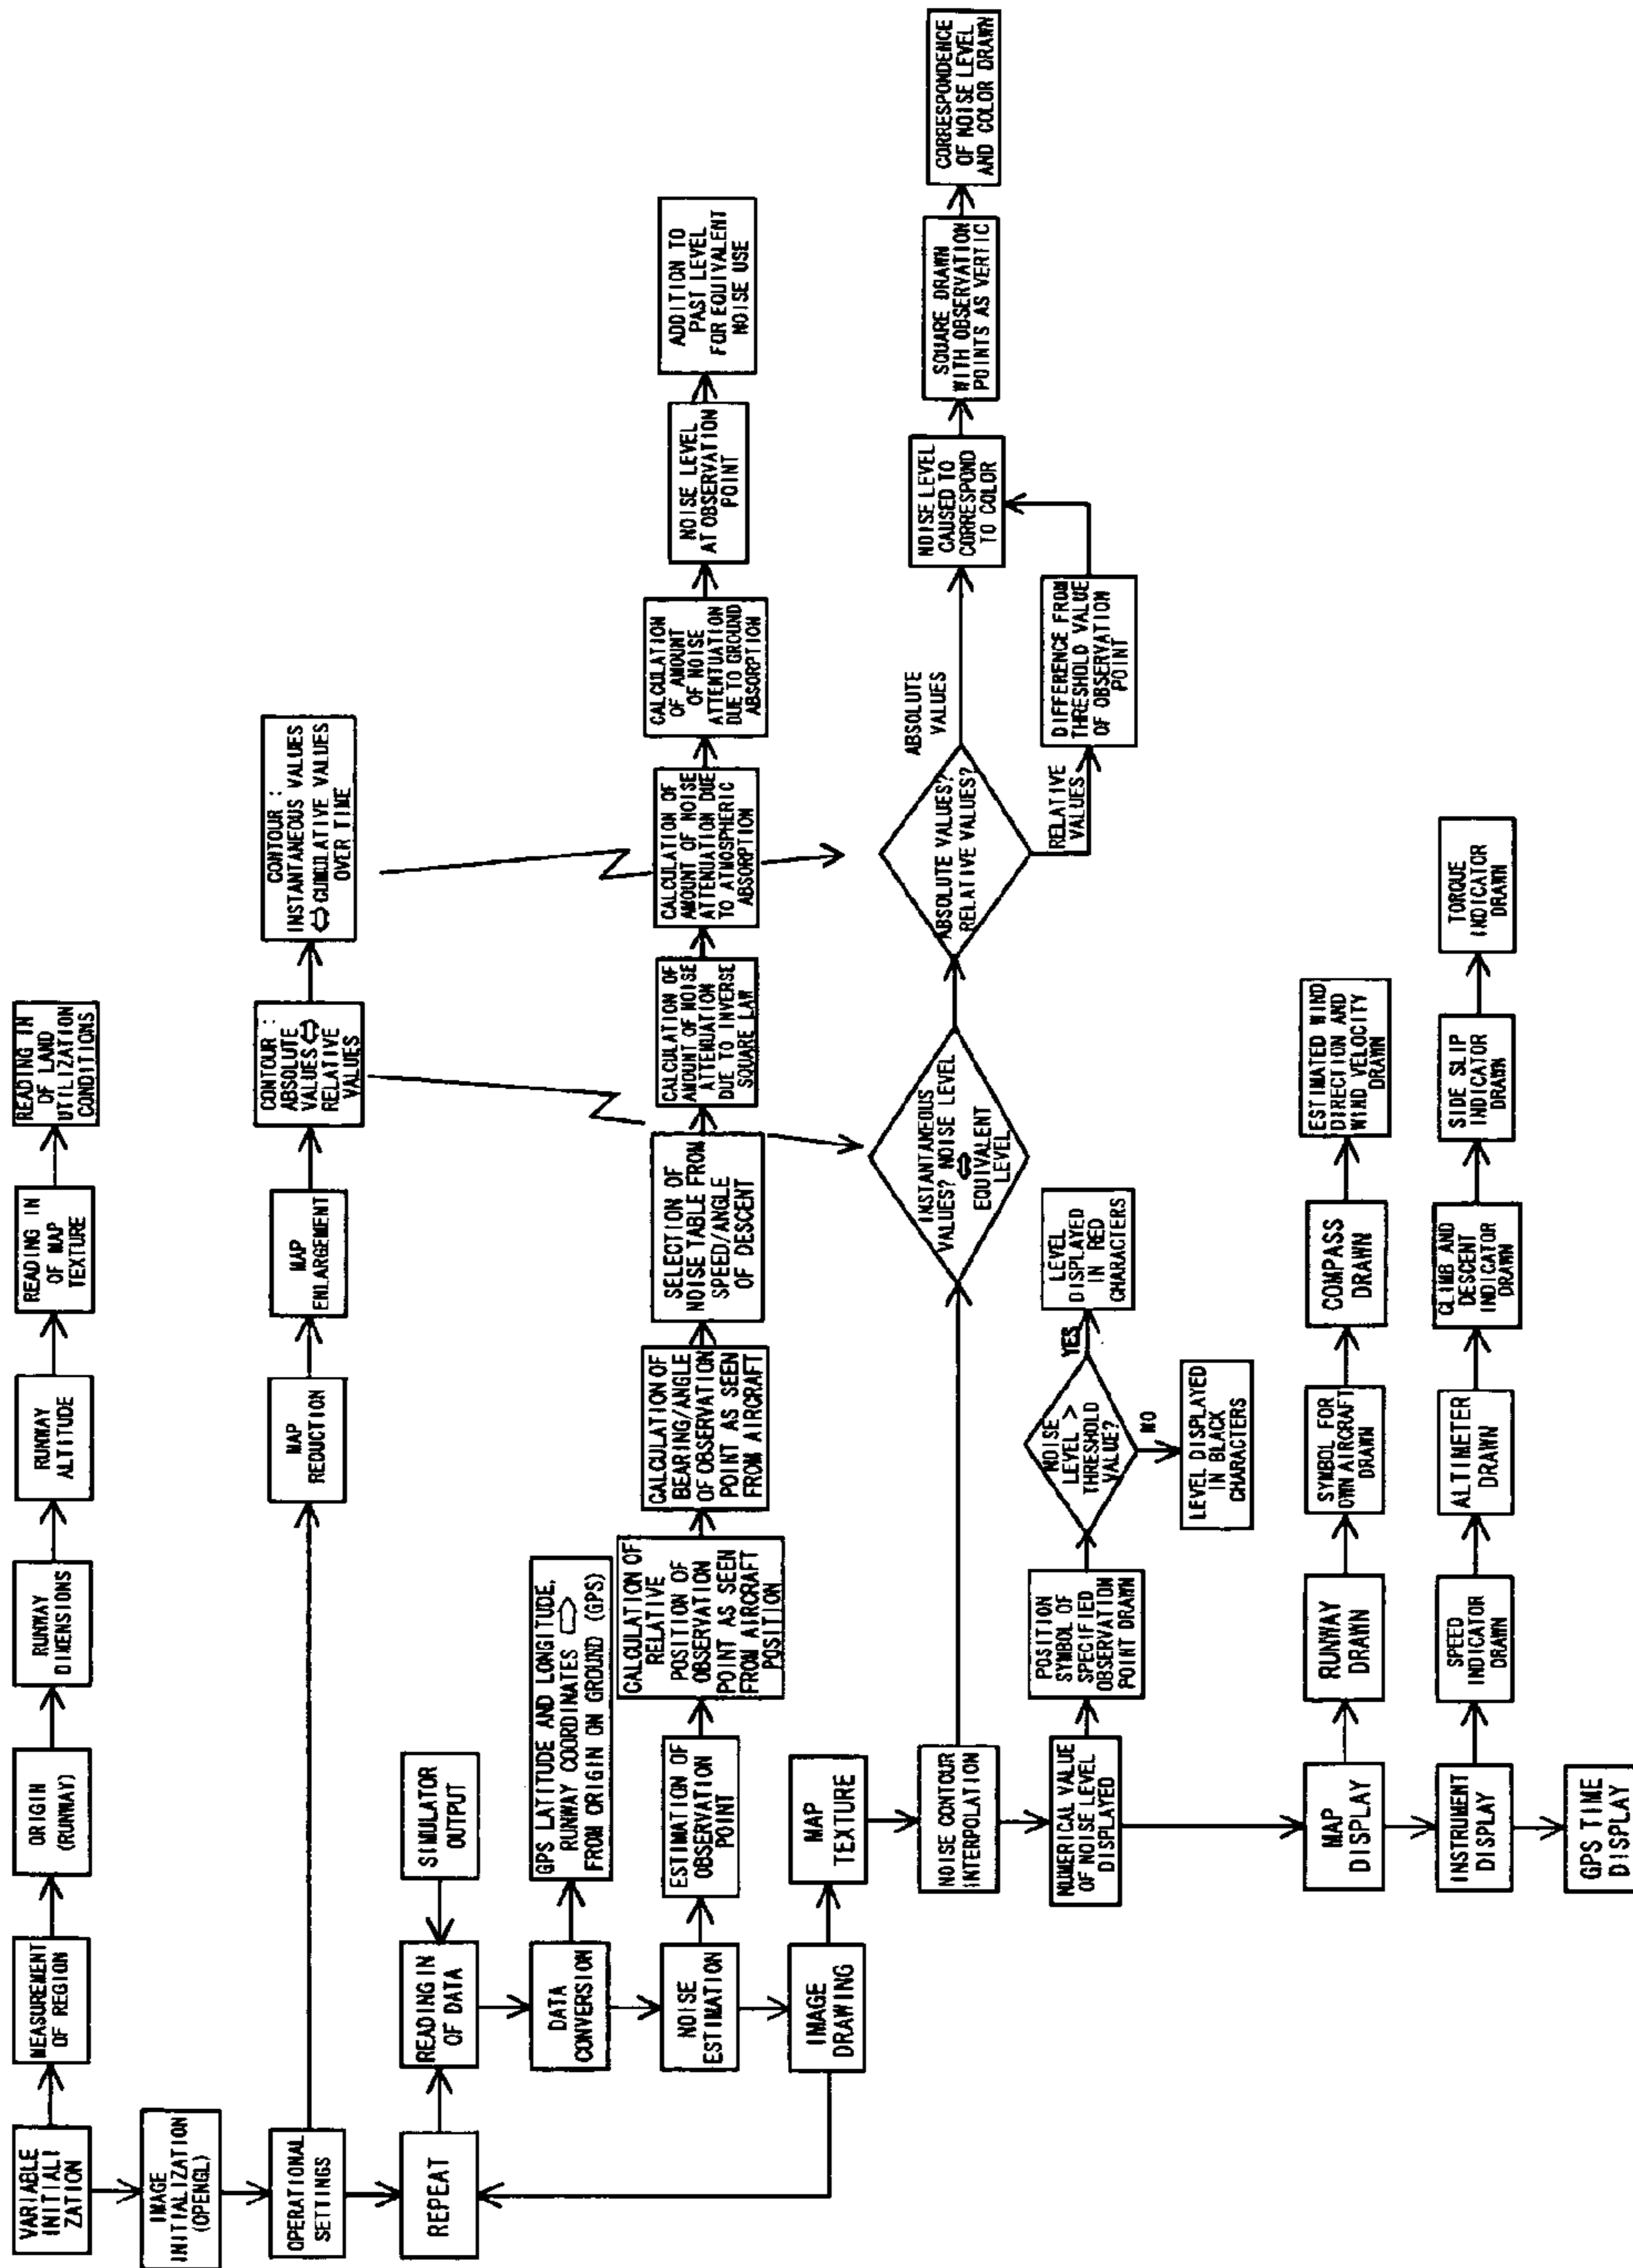 VARIABLE
INITIALI
ZATION
MEASUREMENT
OF REGION
ORIGIN
(RUNWAY)
RUNWAY
DIMENSIONS
RUNWAY
ALTITUDE
READING IN
OF MAP
TEXTURE
READING IN
OF LAND
UTILIZATION
CONDITIONS
IMAGE
INITIALIZATION
(OPENGL)
OPERATIONAL
SETTINGS
MAP
REDUCTION
MAP
ENLARGEMENT
CONTOUR :
ABSOLUTE
VALUES⇔
RELATIVE
VALUES
CONTOUR :
INSTANTANEOUS VALUES
⇔CUMULATIVE VALUES
OVER TIME
REPEAT
READING IN
OF DATA
SIMULATOR
OUTPUT
DATA
CONVERSION
GPS LATITUDE AND LONGITUDE,
RUNWAY COORDINATES ⇨
FROM ORIGIN ON GROUND (GPS)
NOISE
ESTIMATION
ESTIMATION OF
OBSERVATION
POINT
CALCULATION OF
RELATIVE
POSITION OF
OBSERVATION
POINT AS SEEN
FROM AIRCRAFT
POSITION
CALCULATION OF
BEARING/ANGLE
OF OBSERVATION
POINT AS SEEN
FROM AIRCRAFT
SELECTION OF
NOISE TABLE FROM
SPEED/ANGLE
OF DESCENT
CALCULATION OF
AMOUNT OF NOISE
ATTENUATION
DUE TO INVERSE
SQUARE LAW
CALCULATION OF
AMOUNT OF NOISE
ATTENUATION DUE
TO ATMOSPHERIC
ABSORPTION
CALCULATION
OF AMOUNT
OF NOISE
ATTENTUATION
DUE TO GROUND
ABSORPTION
NOISE LEVEL
AT OBSERVATION
POINT
ADDITION TO
PAST LEVEL
FOR EQUIVALENT
NOISE USE
IMAGE
DRAWING
MAP
TEXTURE
NOISE CONTOUR
INTERPOLATION
INSTANTANEOUS
VALUES? NOISE LEVEL
⇔
EQUIVALENT
LEVEL
ABSOLUTE VALUES?
RELATIVE VALUES?
ABSOLUTE
VALUES
RELATIVE
VALUES
DIFFERENCE FROM
THRESHOLD VALUE
OF OBSERVATION
POINT
NOISE LEVEL
CAUSED TO
CORRESPOND
TO COLOR
SQUARE DRAWN
WITH OBSERVATION
POINTS AS VERTIC
CORRESPONDENCE
OF NOISE LEVEL
AND COLOR DRAWN
NUMERICAL VALUE
OF NOISE LEVEL
DISPLAYED
POSITION
SYMBOL OF
SPECIFIED
OBSERVATION
POINT DRAWN
NOISE
LEVEL >
THRESHOLD
VALUE?
YES
LEVEL
DISPLAYED
IN RED
CHARACTERS
NO
LEVEL DISPLAYED
IN BLACK
CHARACTERS
MAP
DISPLAY
RUNWAY
DRAWN
SYMBOL FOR
OWN AIRCRAFT
DRAWN
COMPASS
DRAWN
ESTIMATED WIND
DIRECTION AND
WIND VELOCITY
DRAWN
INSTRUMENT
DISPLAY
SPEED
INDICATOR
DRAWN
ALTIMETER
DRAWN
CLIMB AND
DESCENT
INDICATOR
DRAWN
SIDE SLIP
INDICATOR
DRAWN
TORQUE
INDICATOR
DRAWN
GPS TIME
DISPLAY